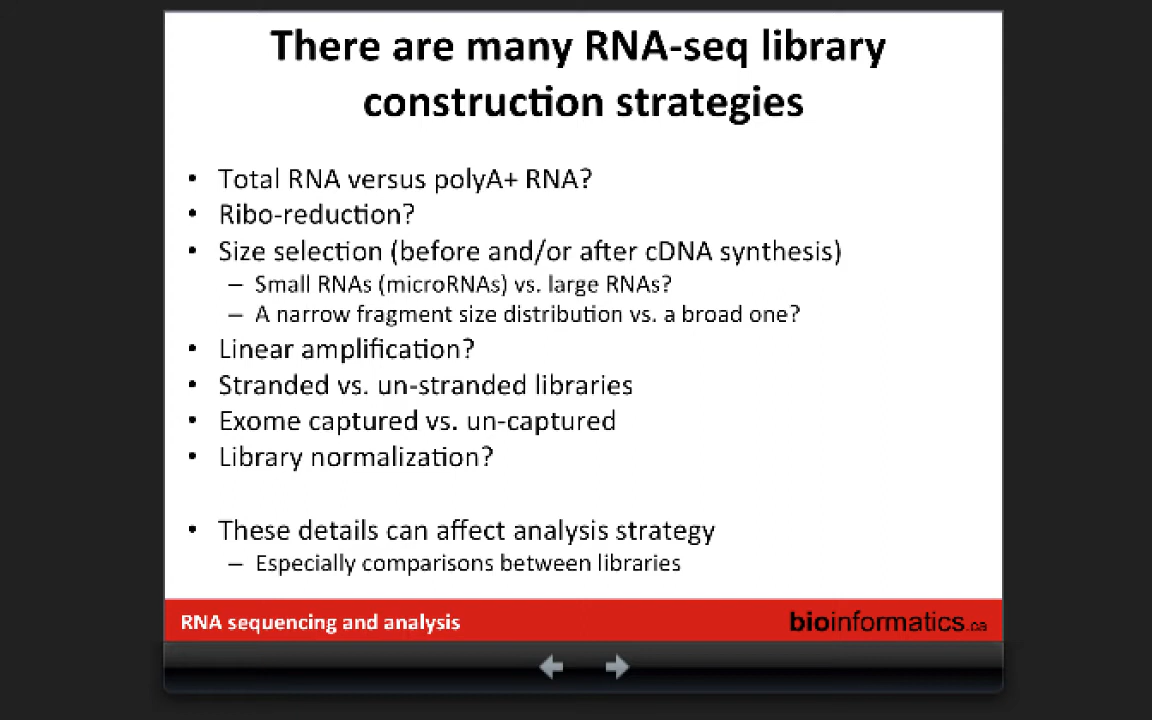 There are many RNA-seq library
construction strategies
• Total RNA versus polyA+ RNA?
• Ribo-reduction?
• Size selection (before and/or after cDNA synthesis)
– Small RNAs (microRNAs) vs. large RNAs?
– A narrow fragment size distribution vs. a broad one?
• Linear amplification?
• Stranded vs. un-stranded libraries
• Exome captured vs. un-captured
• Library normalization?
• These details can affect analysis strategy
– Especially comparisons between libraries
RNA sequencing and analysis
bioinformatics.ca